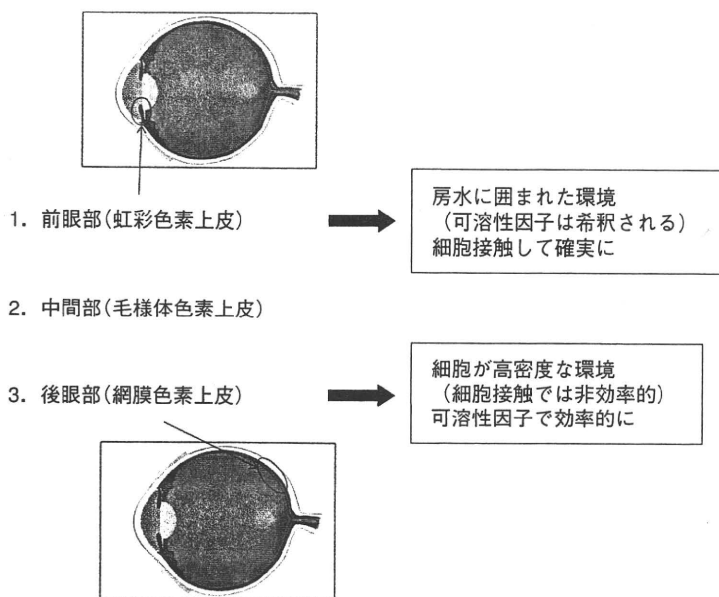 1. 前眼部(虹彩色素上皮)
房水に囲まれた環境
(可溶性因子は希釈される)
細胞接触して確実に
2. 中間部(毛様体色素上皮)
3. 後眼部(網膜色素上皮)
細胞が高密度な環境
(細胞接触では非効率的)
可溶性因子で効率的に